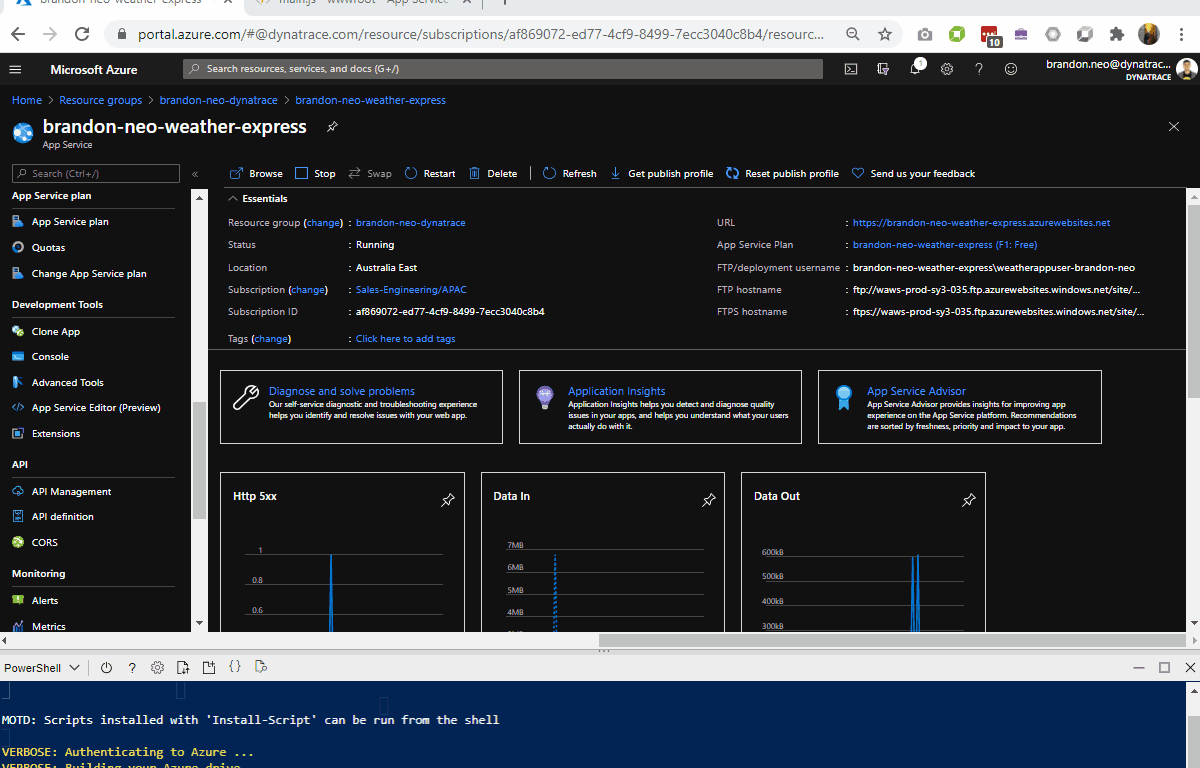 brandon-neo-weather-express
main.js - wwwroot - App Service
portal.azure.com/#@dynatrace.com/resource/subscriptions/af869072-ed77-4cf9-8499-7ecc3040c8b4/resourc...
10
Microsoft Azure
Search resources, services, and docs (G+/)
1
brandon.neo@dynatrac...
DYNATRACE
Home > Resource groups > brandon-neo-dynatrace > brandon-neo-weather-express
brandon-neo-weather-express
App Service
Search (Ctrl+/)
«
Browse Stop Swap Restart Delete Refresh Get publish profile Reset publish profile Send us your feedback
App Service plan
App Service plan
Quotas
Change App Service plan
Development Tools
Clone App
Console
Advanced Tools
App Service Editor (Preview)
Extensions
API
API Management
API definition
CORS
Monitoring
Alerts
Metrics
Essentials
Resource group (change) : brandon-neo-dynatrace
Status : Running
Location : Australia East
Subscription (change) : Sales-Engineering/APAC
Subscription ID : af869072-ed77-4cf9-8499-7ecc3040c8b4
Tags (change) : Click here to add tags
URL : https://brandon-neo-weather-express.azurewebsites.net
App Service Plan : brandon-neo-weather-express (F1: Free)
FTP/deployment username : brandon-neo-weather-express\weatherappuser-brandon-neo
FTP hostname : ftp://waws-prod-sy3-035.ftp.azurewebsites.windows.net/site/...
FTPS hostname : ftps://waws-prod-sy3-035.ftp.azurewebsites.windows.net/site/...
Diagnose and solve problems
Our self-service diagnostic and troubleshooting experience
helps you identify and resolve issues with your web app.
Application Insights
Application Insights helps you detect and diagnose quality
issues in your apps, and helps you understand what your users
actually do with it.
App Service Advisor
App Service Advisor provides insights for improving app
experience on the App Service platform. Recommendations
are sorted by freshness, priority and impact to your app.
Http 5xx
1
0.8
0.6
Data In
7MB
6MB
5MB
4MB
Data Out
600kB
500kB
400kB
300kB
PowerShell
?
{}
MOTD: Scripts installed with 'Install-Script' can be run from the shell
VERBOSE: Authenticating to Azure ...
VERBOSE: Building your Azure drive